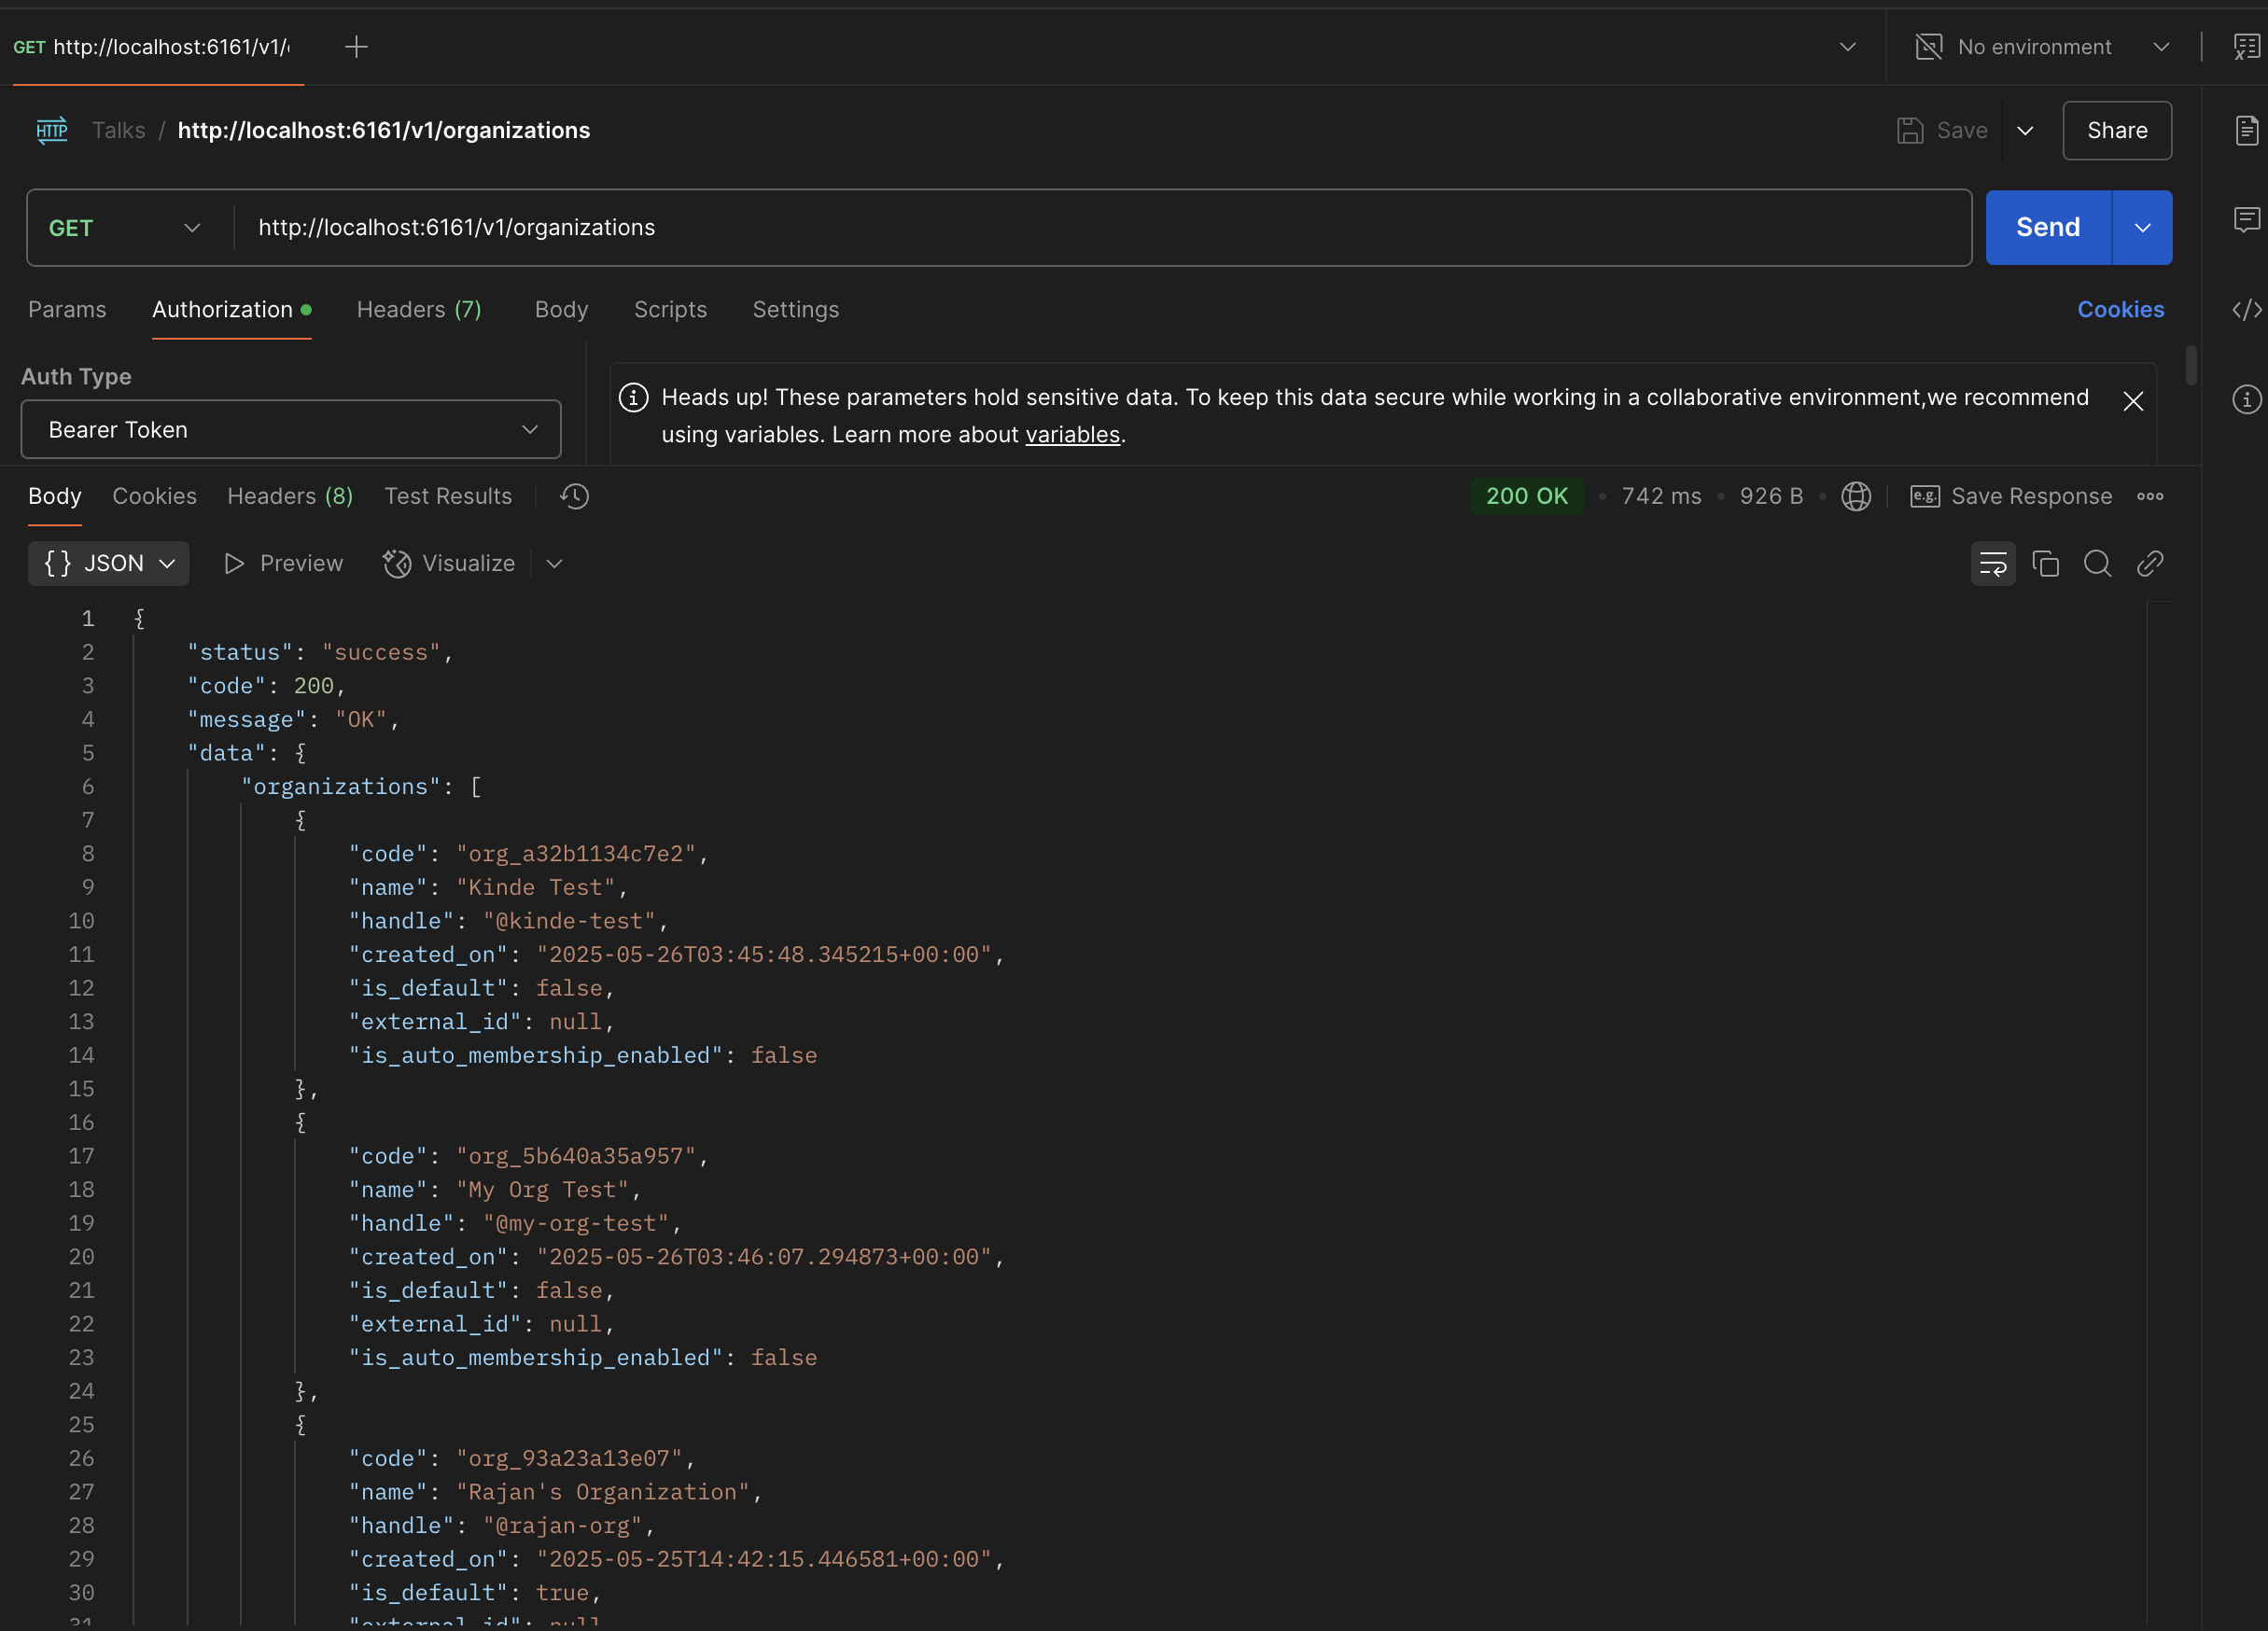 GET http://localhost:6161/v1/
No environment
HTTP Talks / http://localhost:6161/v1/organizations
Save
Share
GET http://localhost:6161/v1/organizations
Send
Params Authorization Headers (7) Body Scripts Settings
Cookies
Auth Type
Bearer Token
Heads up! These parameters hold sensitive data. To keep this data secure while working in a collaborative environment,we recommend
using variables. Learn more about variables.
Body Cookies Headers (8) Test Results
200 OK • 742 ms • 926 B • e.g. Save Response
{} JSON Preview Visualize
1 {
2 "status": "success",
3 "code": 200,
4 "message": "OK",
5 "data": {
6 "organizations": [
7 {
8 "code": "org_a32b1134c7e2",
9 "name": "Kinde Test",
10 "handle": "@kinde-test",
11 "created_on": "2025-05-26T03:45:48.345215+00:00",
12 "is_default": false,
13 "external_id": null,
14 "is_auto_membership_enabled": false
15 },
16 {
17 "code": "org_5b640a35a957",
18 "name": "My Org Test",
19 "handle": "@my-org-test",
20 "created_on": "2025-05-26T03:46:07.294873+00:00",
21 "is_default": false,
22 "external_id": null,
23 "is_auto_membership_enabled": false
24 },
25 {
26 "code": "org_93a23a13e07",
27 "name": "Rajan's Organization",
28 "handle": "@rajan-org",
29 "created_on": "2025-05-25T14:42:15.446581+00:00",
30 "is_default": true,
31 "external_id": null